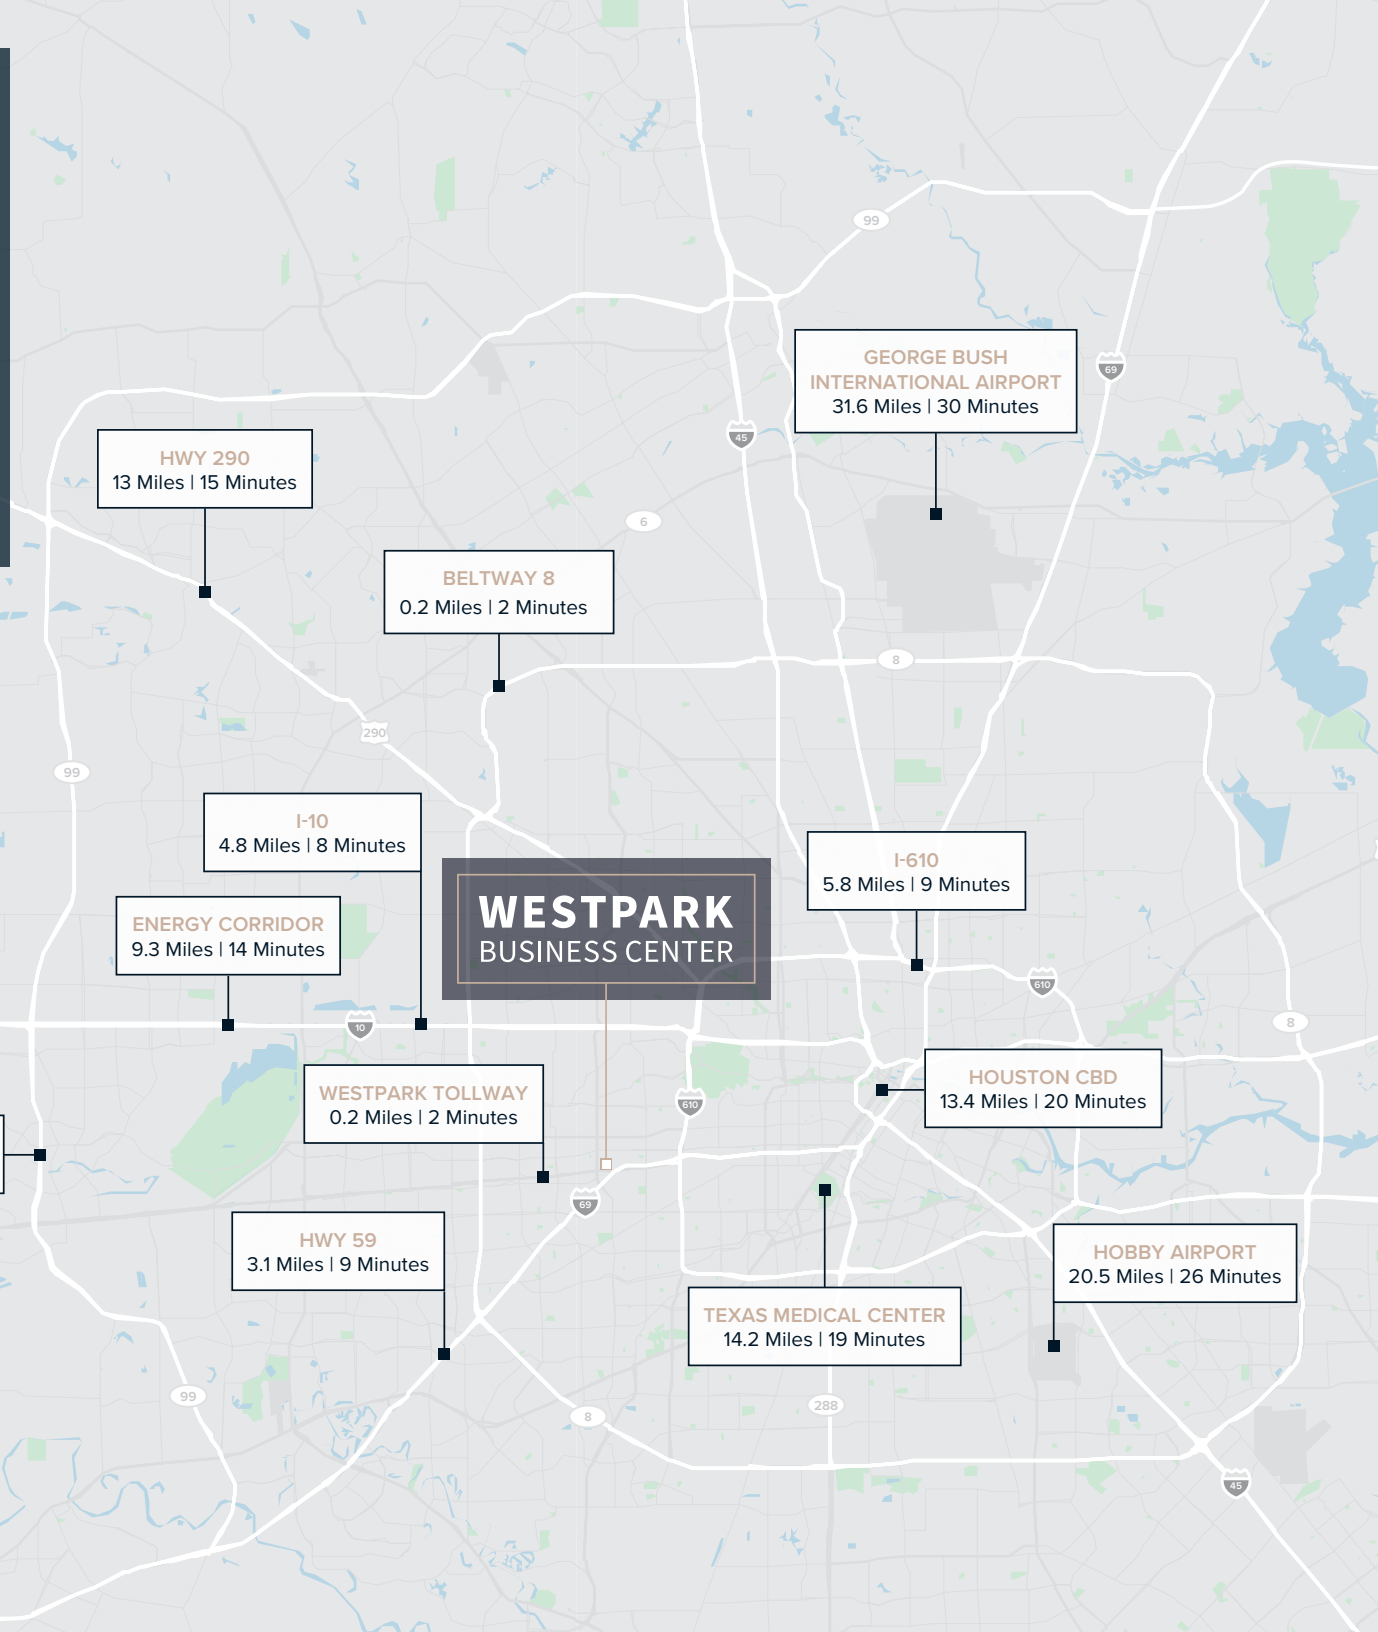 99
GEORGE BUSH
INTERNATIONAL AIRPORT
31.6 Miles | 30 Minutes
69
45
HWY 290
13 Miles | 15 Minutes
6
BELTWAY 8
0.2 Miles | 2 Minutes
8
290
99
I-10
4.8 Miles | 8 Minutes
I-610
5.8 Miles | 9 Minutes
WESTPARK
BUSINESS CENTER
ENERGY CORRIDOR
9.3 Miles | 14 Minutes
610
10
8
WESTPARK TOLLWAY
0.2 Miles | 2 Minutes
610
HOUSTON CBD
13.4 Miles | 20 Minutes
69
HWY 59
3.1 Miles | 9 Minutes
HOBBY AIRPORT
20.5 Miles | 26 Minutes
TEXAS MEDICAL CENTER
14.2 Miles | 19 Minutes
99
8
288
45